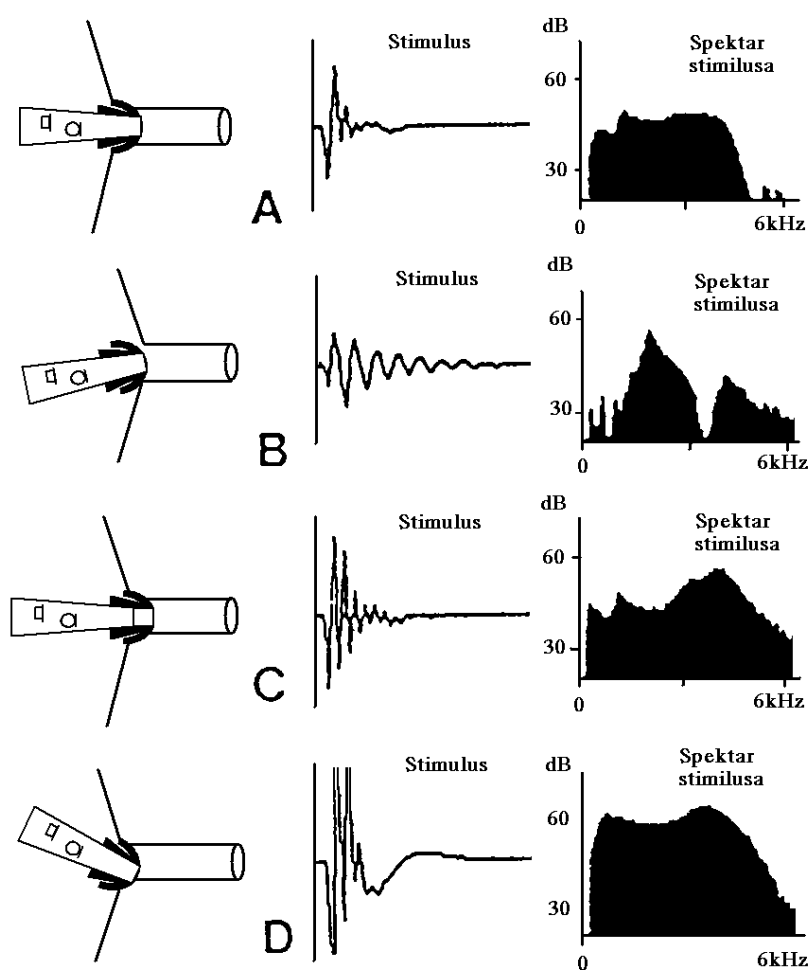 Stimulus
dB
Spektar
stimilusa
60
30
0
6kHz
A
Stimulus
dB
Spektar
stimilusa
60
30
0
6kHz
B
Stimulus
dB
Spektar
stimilusa
60
30
0
6kHz
C
Stimulus
dB
Spektar
stimilusa
60
30
0
6kHz
D